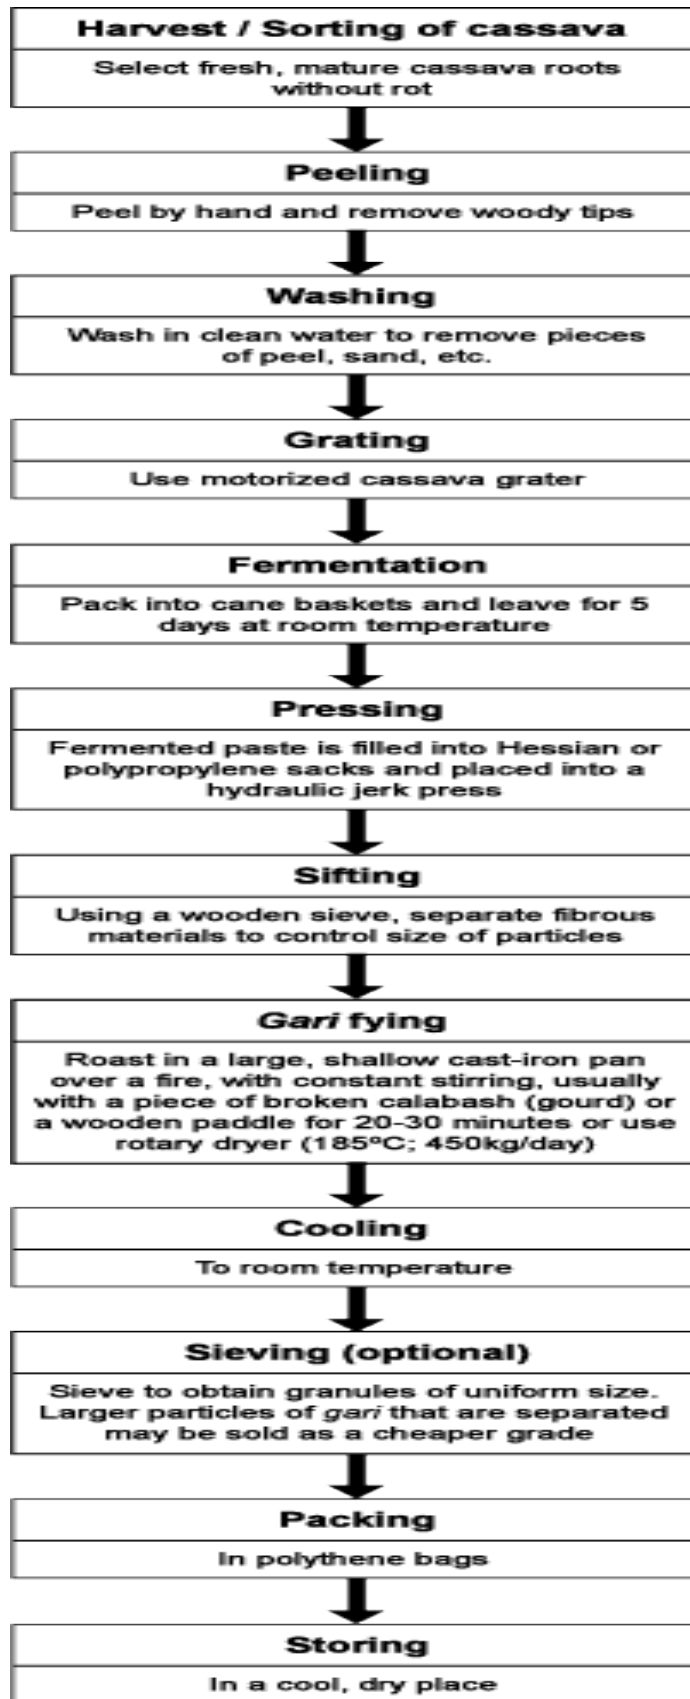 Harvest / Sorting of cassava
Select fresh, mature cassava roots
without rot
Peeling
Peel by hand and remove woody tips
Washing
Wash in clean water to remove pieces
of peel, sand, etc.
Grating
Use motorized cassava grater
Fermentation
Pack into cane baskets and leave for 5
days at room temperature
Pressing
Fermented paste is filled into Hessian or
polypropylene sacks and placed into a
hydraulic jerk press
Sifting
Using a wooden sieve, separate fibrous
materials to control size of particles
Gari fying
Roast in a large, shallow cast-iron pan
over a fire, with constant stirring, usually
with a piece of broken calabash (gourd) or
a wooden paddle for 20-30 minutes or use
rotary dryer (185ºC; 450kg/day)
Cooling
To room temperature
Sieving (optional)
Sieve to obtain granules of uniform size.
Larger particles of gari that are separated
may be sold as a cheaper grade
Packing
In polythene bags
Storing
In a cool, dry place